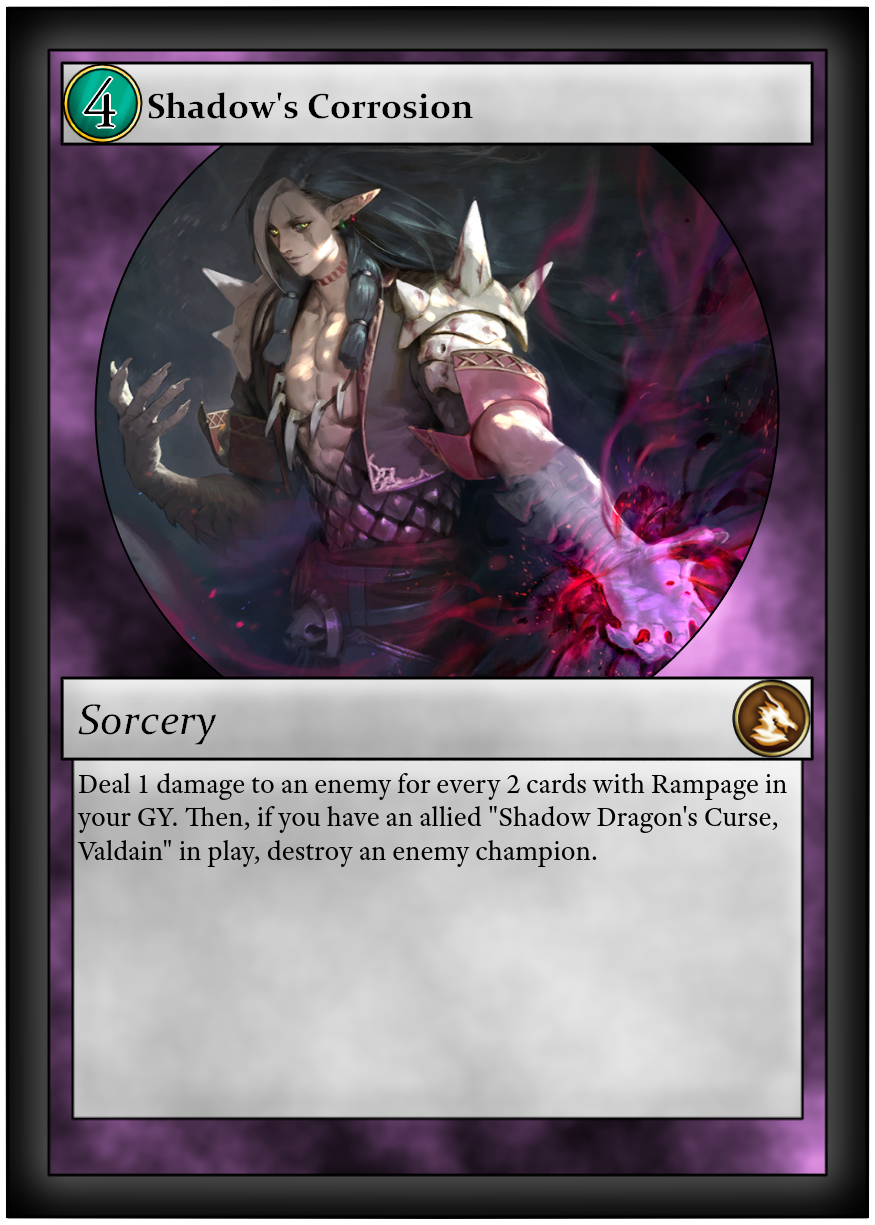 4 Shadow's Corrosion
Sorcery
Deal 1 damage to an enemy for every 2 cards with Rampage in
your GY. Then, if you have an allied "Shadow Dragon's Curse,
Valdain" in play, destroy an enemy champion.